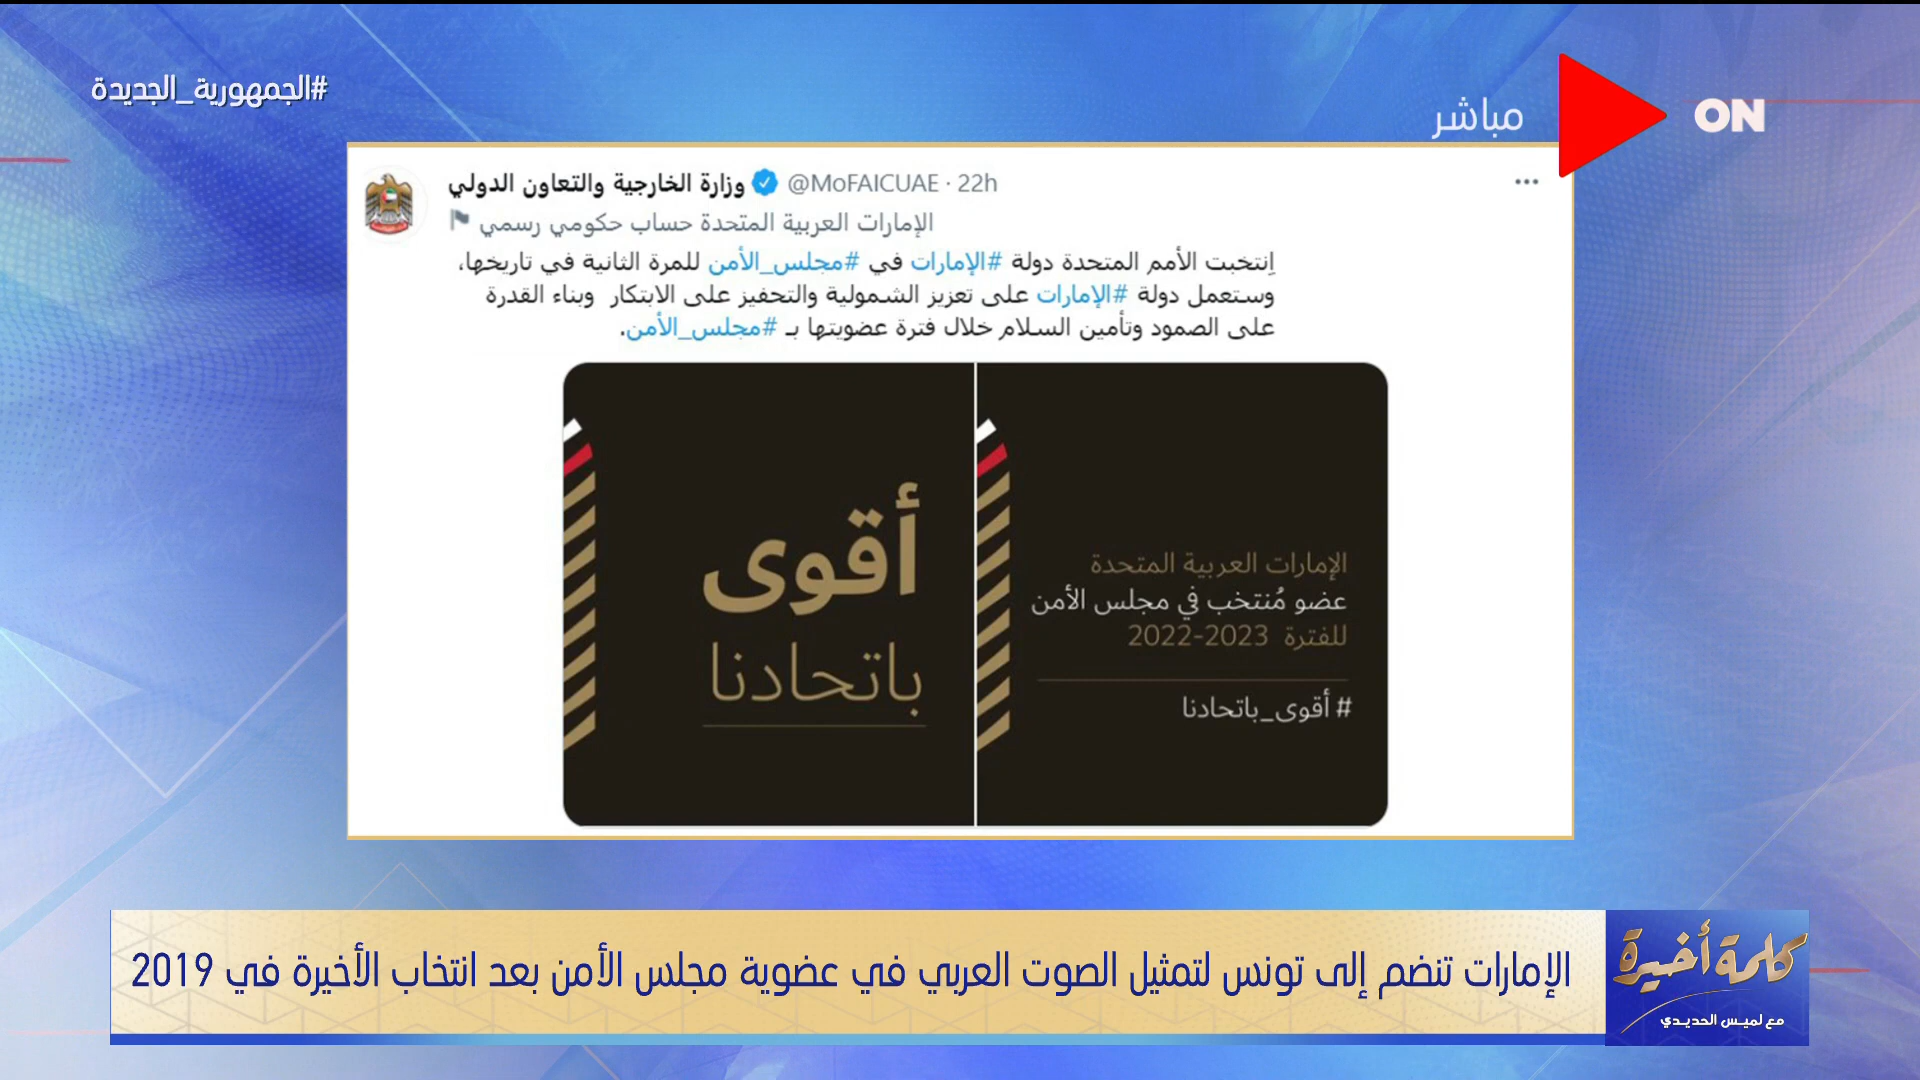 #الجمهورية_الجديدة
مباشر
ON
وزارة الخارجية والتعاون الدولي @MoFAICUAE · 22h
الإمارات العربية المتحدة حساب حكومي رسمي
إنتخبت الأمم المتحدة دولة #الإمارات في #مجلس_الأمن للمرة الثانية في تاريخها،
وستعمل دولة #الإمارات على تعزيز الشمولية والتحفيز على الابتكار وبناء القدرة
على الصمود وتأمين السلام خلال فترة عضويتها بـ #مجلس_الأمن.
أقوى
باتحادنا
الإمارات العربية المتحدة
عضو مُنتخب في مجلس الأمن
للفترة 2022-2023
#أقوى_باتحادنا
الإمارات تنضم إلى تونس لتمثيل الصوت العربي في عضوية مجلس الأمن بعد انتخاب الأخيرة في 2019
كلمة أخيرة
مع لميس الحديدي